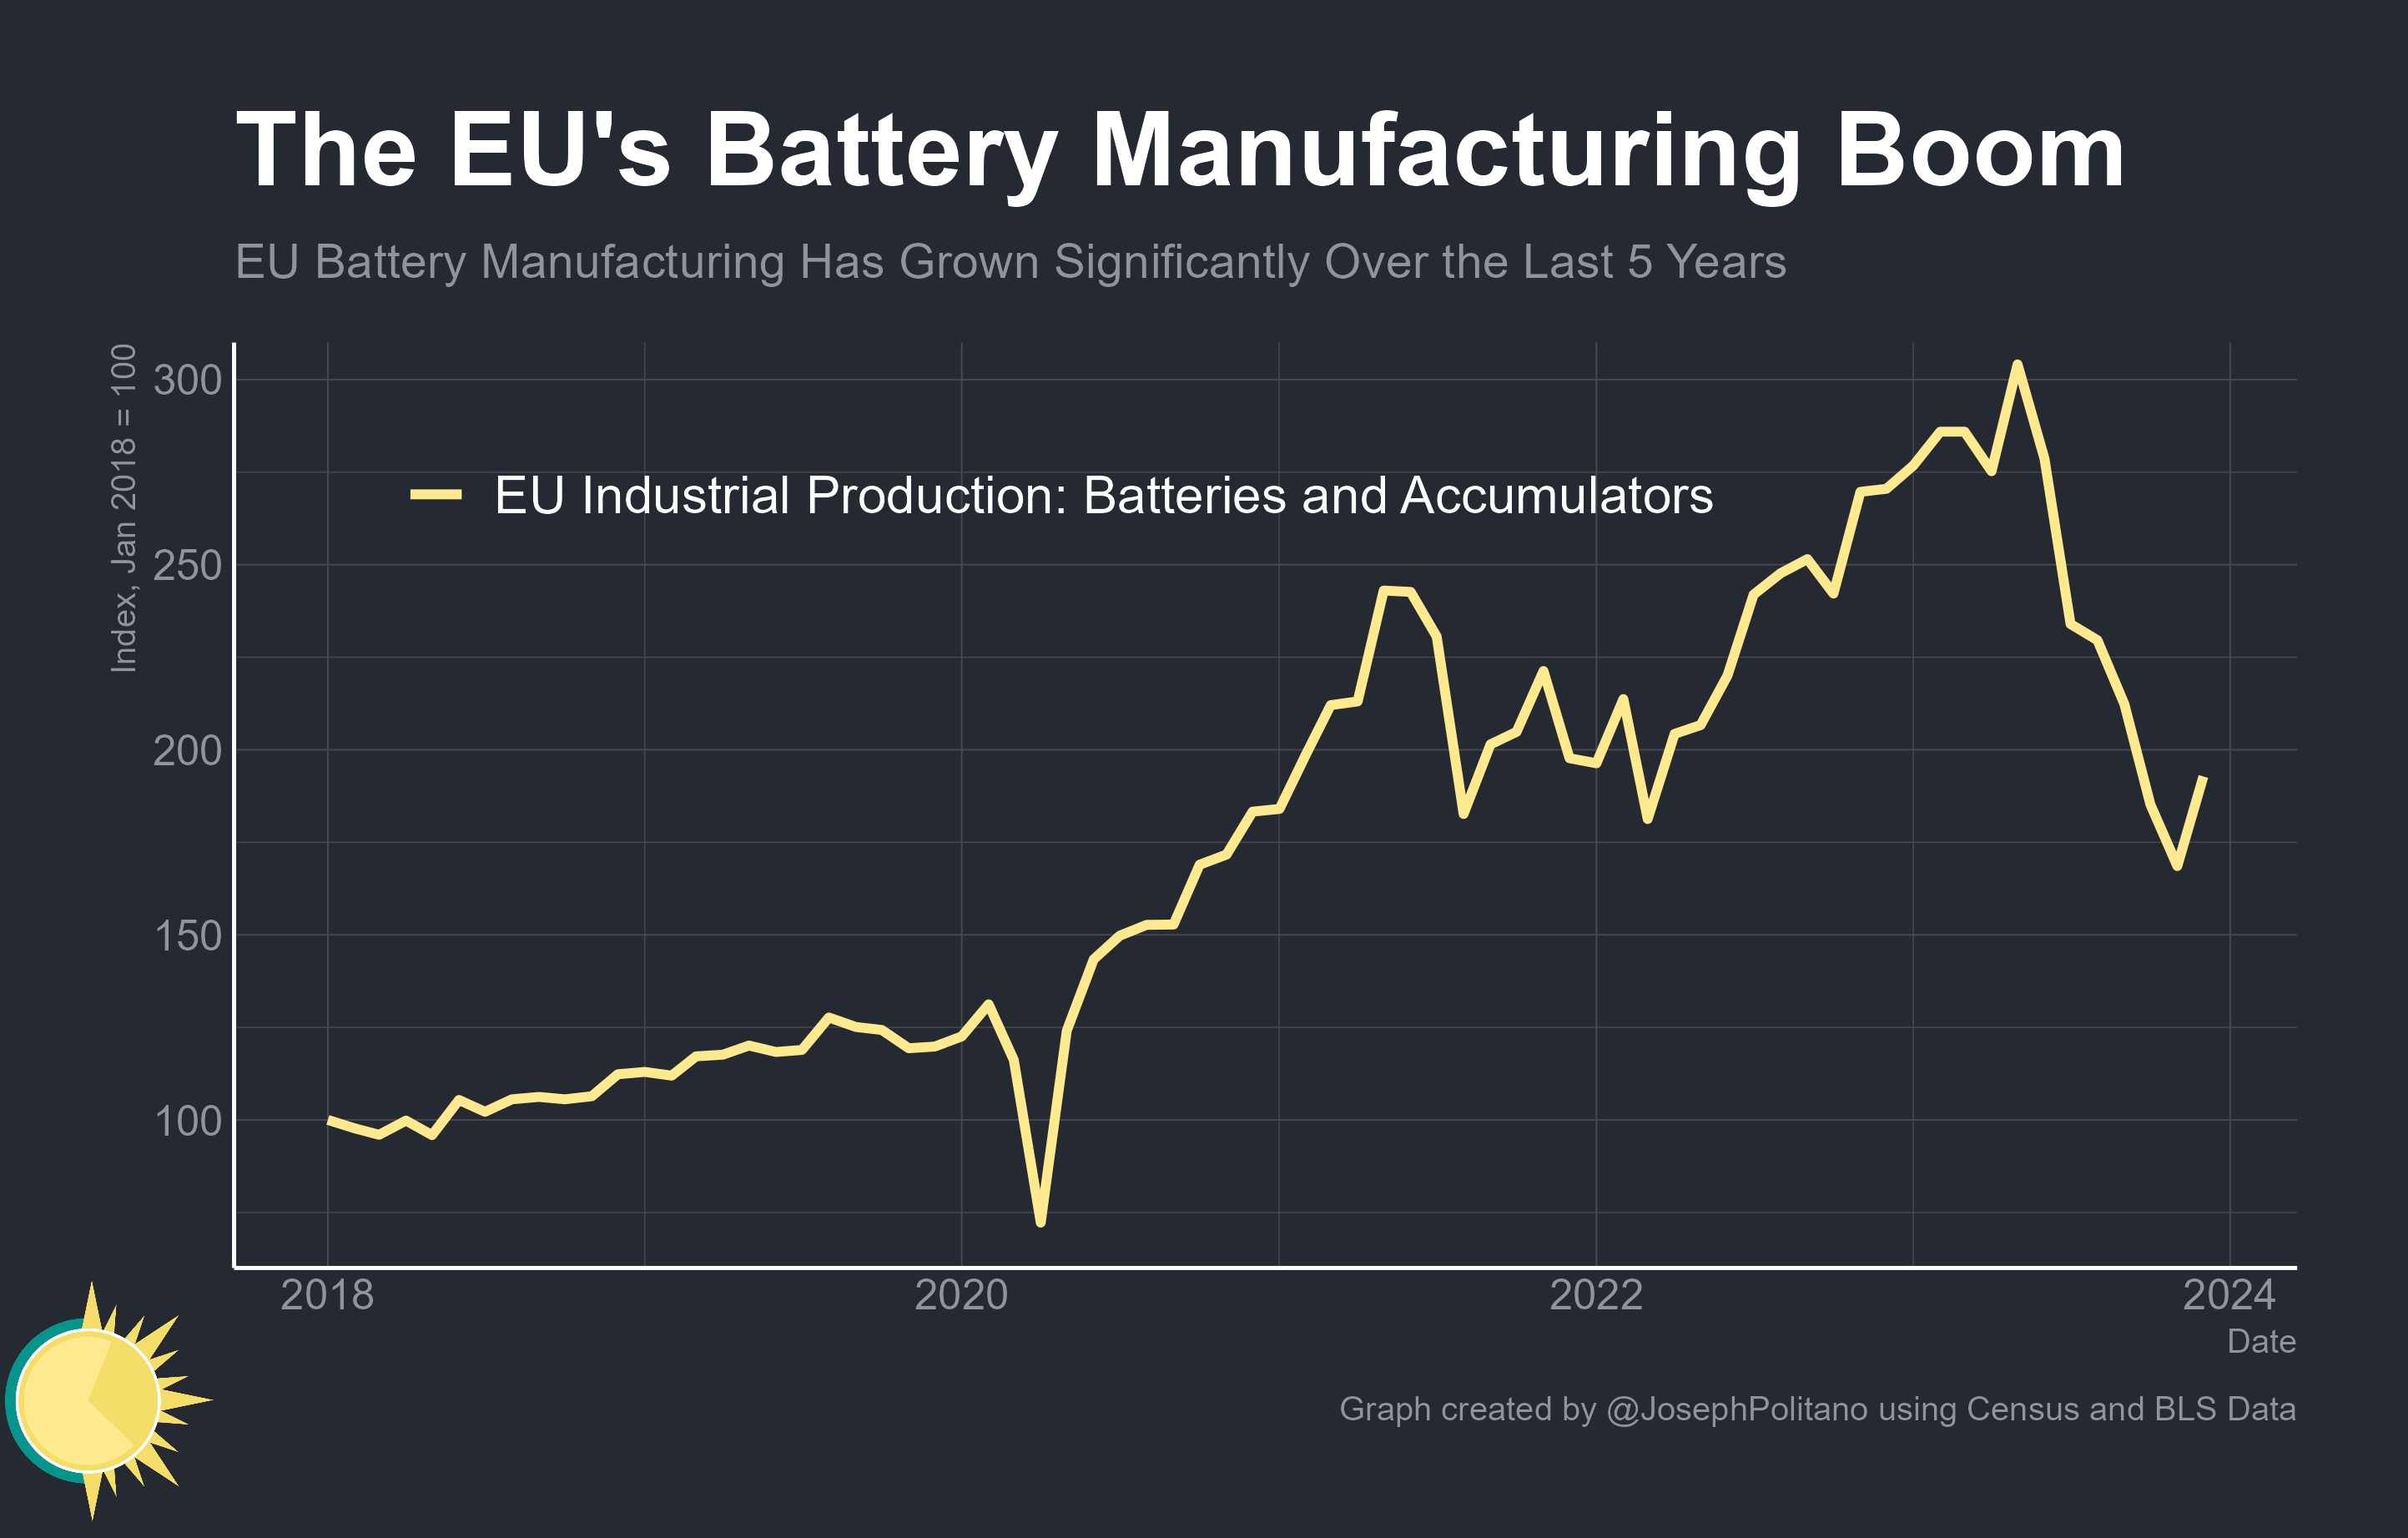 The EU's Battery Manufacturing Boom
EU Battery Manufacturing Has Grown Significantly Over the Last 5 Years
Index, Jan 2018 = 100
300
250
200
150
100
EU Industrial Production: Batteries and Accumulators
2018
2020
2022
2024
Date
Graph created by @JosephPolitano using Census and BLS Data